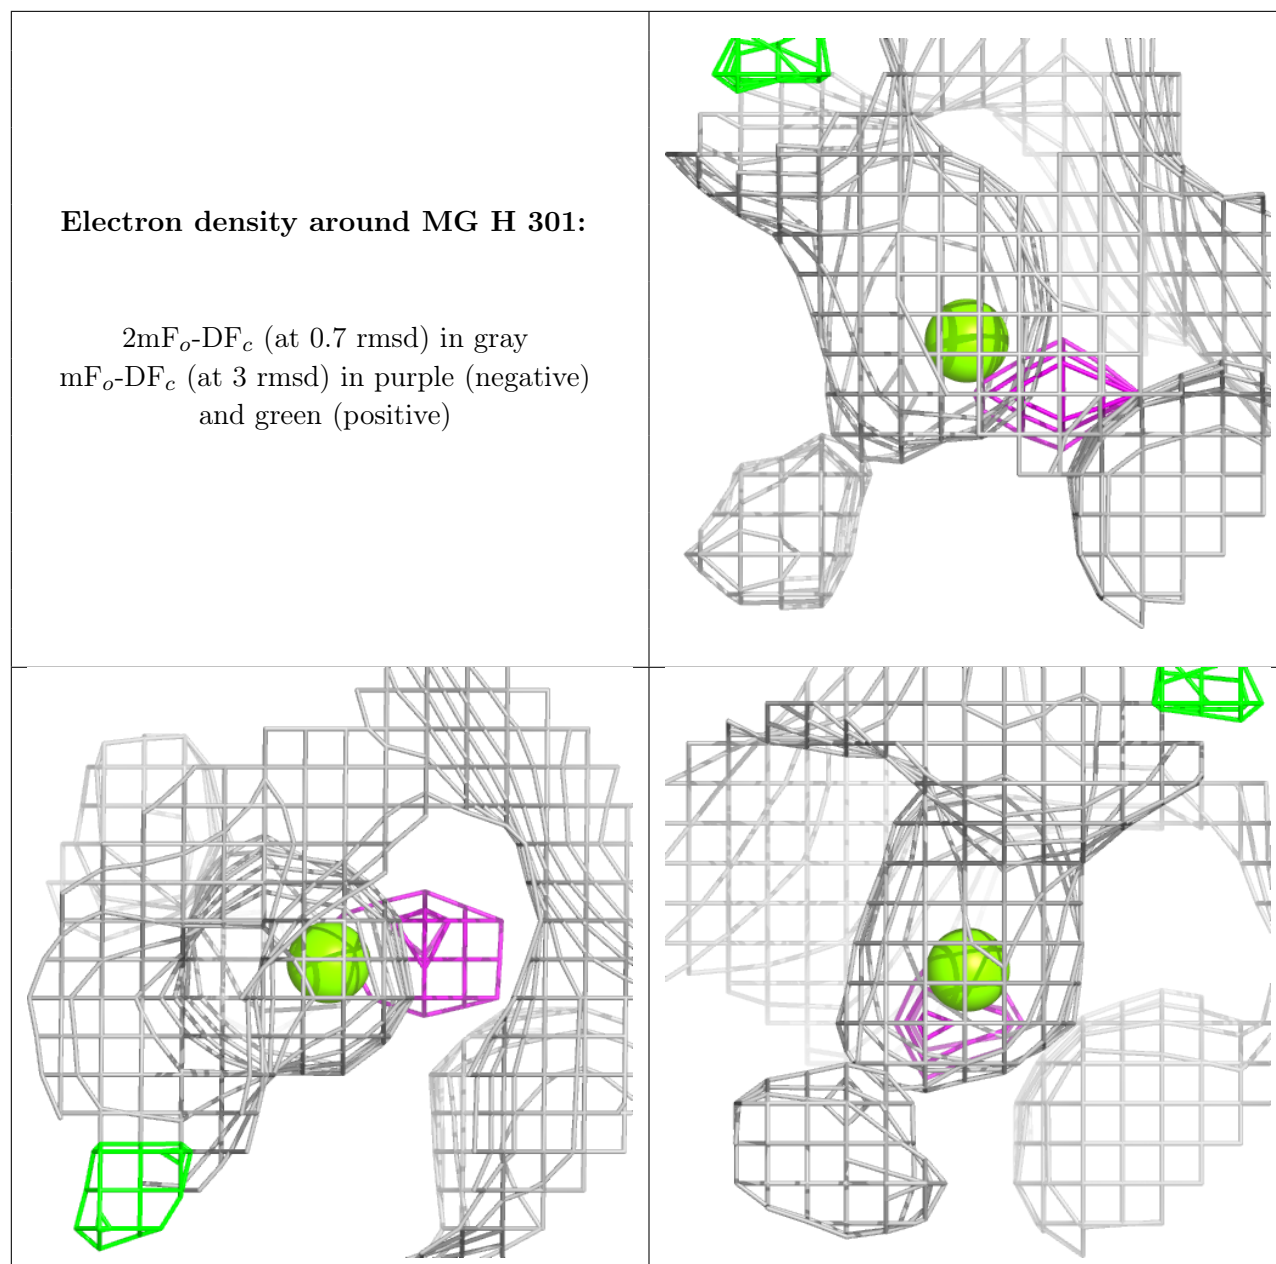 Electron density around MG H 301:
2mFo-DFc (at 0.7 rmsd) in gray
mFo-DFc (at 3 rmsd) in purple (negative)
and green (positive)